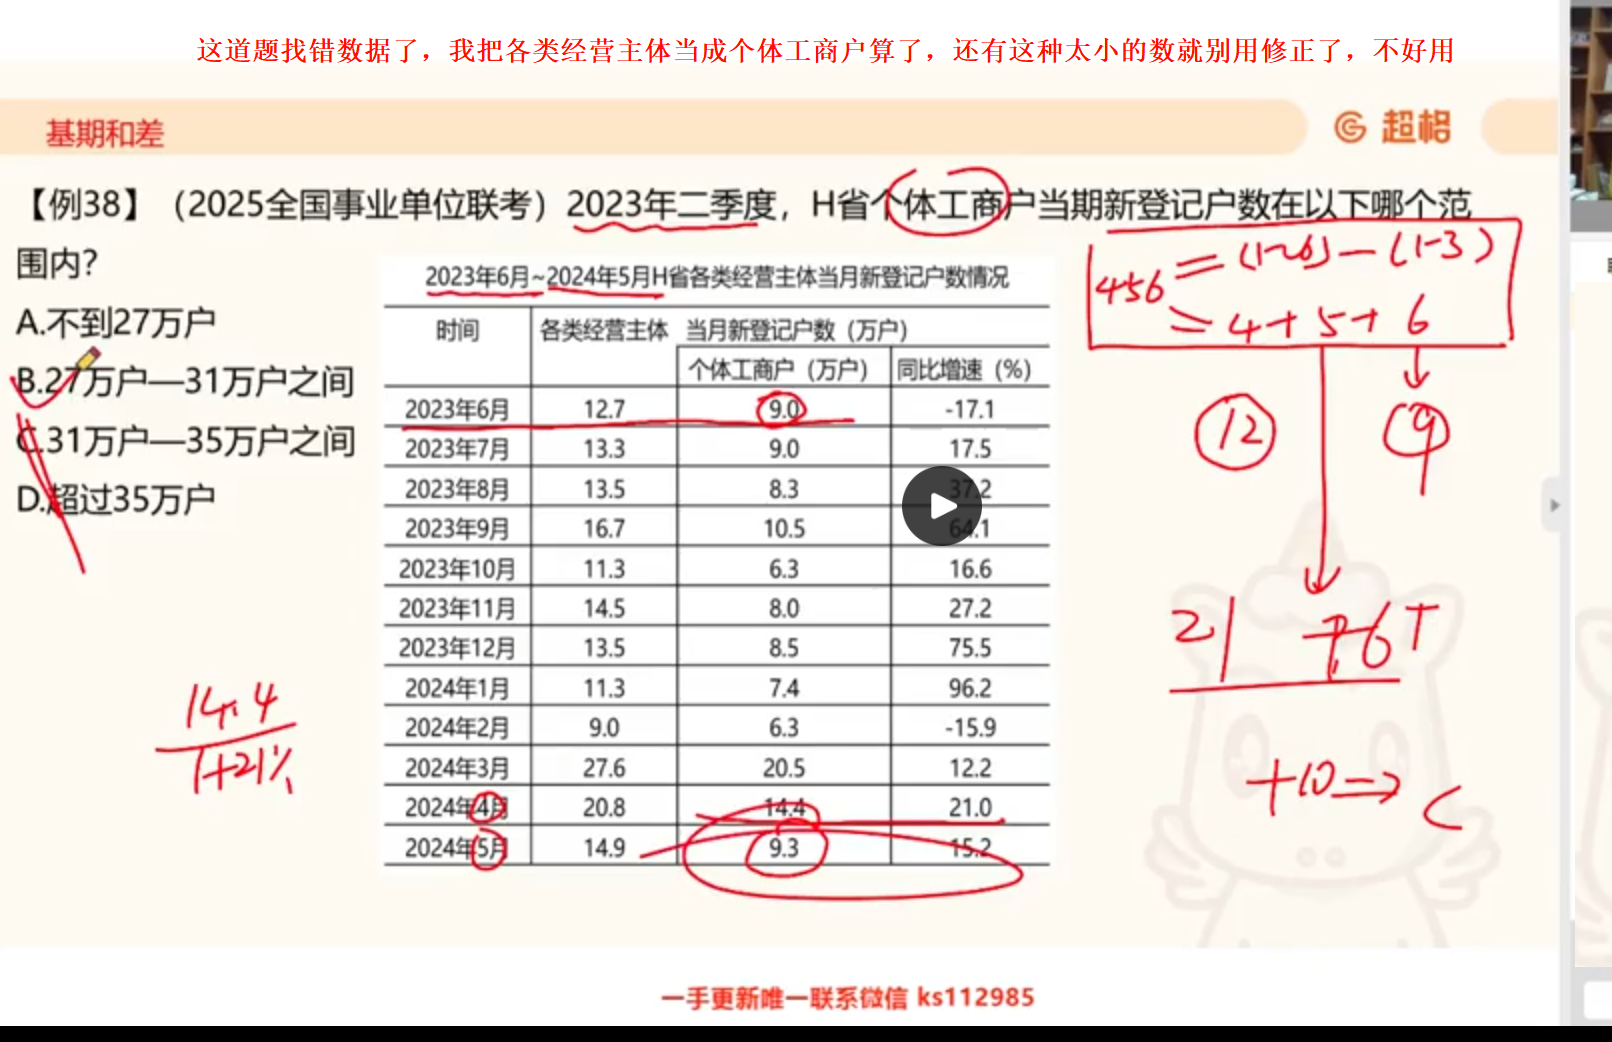 这道题找错数据了，我把各类经营主体当成个体工商户算了，还有这种太小的数就别用修正了，不好用
基期和差
超格
【例38】（2025全国事业单位联考）2023年二季度，H省个体工商户当期新登记户数在以下哪个范
围内?
A.不到27万户
B.27万户—31万户之间
C.31万户—35万户之间
D.超过35万户
2023年6月~2024年5月H省各类经营主体当月新登记户数情况
时间 各类经营主体 当月新登记户数（万户）
个体工商户（万户） 同比增速（%）
2023年6月 12.7 9.0 -17.1
2023年7月 13.3 9.0 17.5
2023年8月 13.5 8.3 37.2
2023年9月 16.7 10.5 64.1
2023年10月 11.3 6.3 16.6
2023年11月 14.5 8.0 27.2
2023年12月 13.5 8.5 75.5
2024年1月 11.3 7.4 96.2
2024年2月 9.0 6.3 -15.9
2024年3月 27.6 20.5 12.2
2024年4月 20.8 14.4 21.0
2024年5月 14.9 9.3 15.2
456 = (1~6) - (1-3)
= 4+5+6
12 9
21
+10 ⇒ C
14.4
1+21%
一手更新唯一联系微信 ks112985